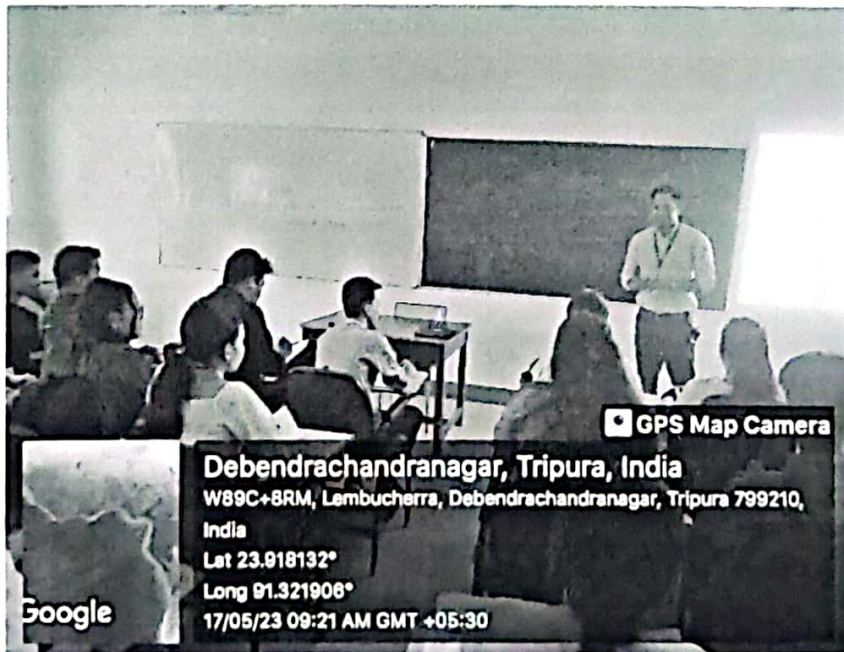 GPS Map Camera
Debendrachandranagar, Tripura, India
W89C+8RM, Lembucherra, Debendrachandranagar, Tripura 799210,
India
Lat 23.918132°
Long 91.321906°
17/05/23 09:21 AM GMT +05:30
Google